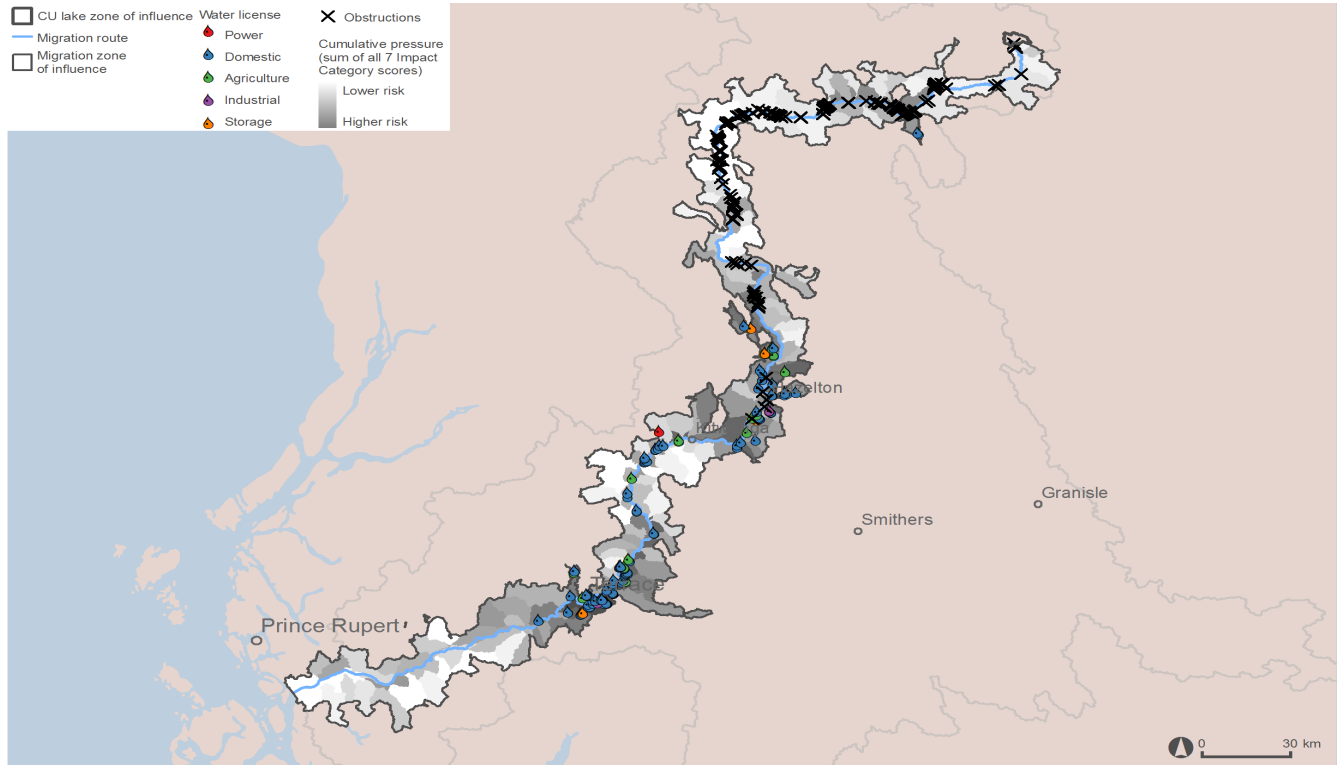 CU lake zone of influence
Migration route
Migration zone
of influence
Water license
Power
Domestic
Agriculture
Industrial
Storage
Obstructions
Cumulative pressure
(sum of all 7 Impact
Category scores)
Lower risk
Higher risk
Granisle
Smithers
Terrace
Prince Rupert
0 30 km